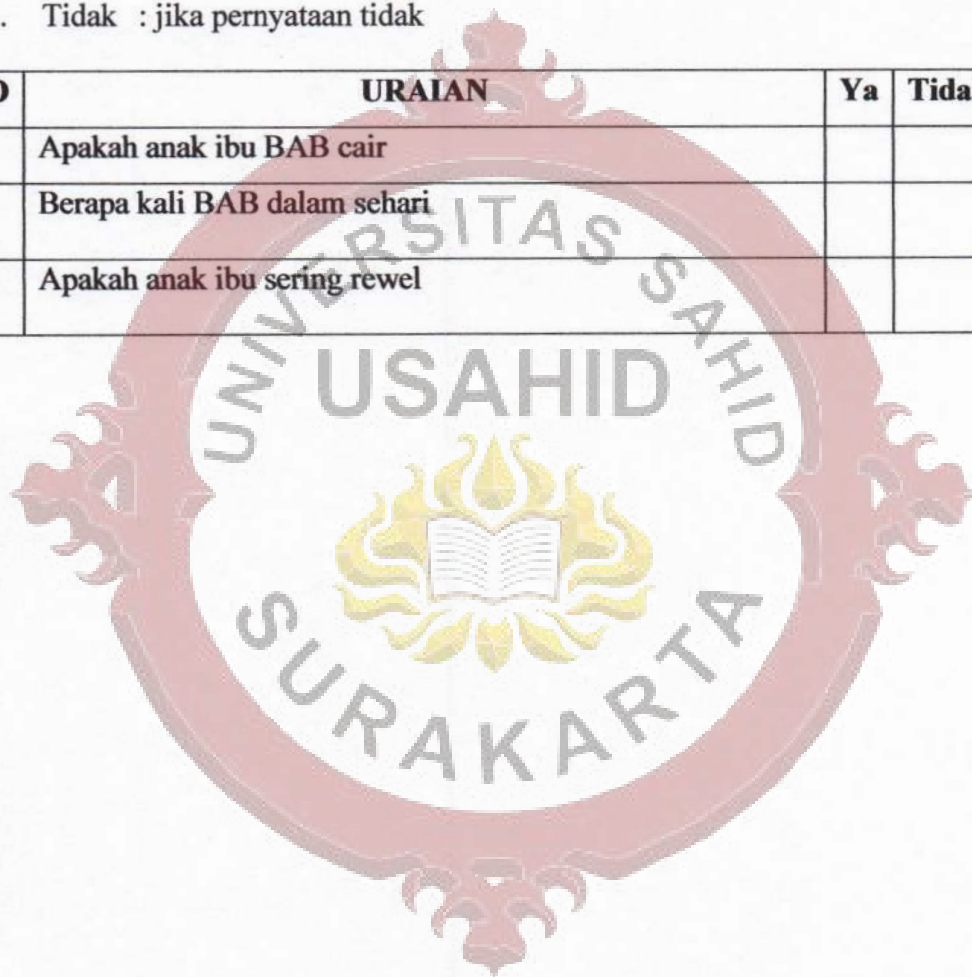 . Tidak : jika pernyataan tidak
URAIAN Ya
Apakah anak ibu BAB cair
Berapa kali BAB dalam sehari
Apakah anak ibu sering rewel
UNIVERSITAS SAHID
USAHID
SURAKARTA